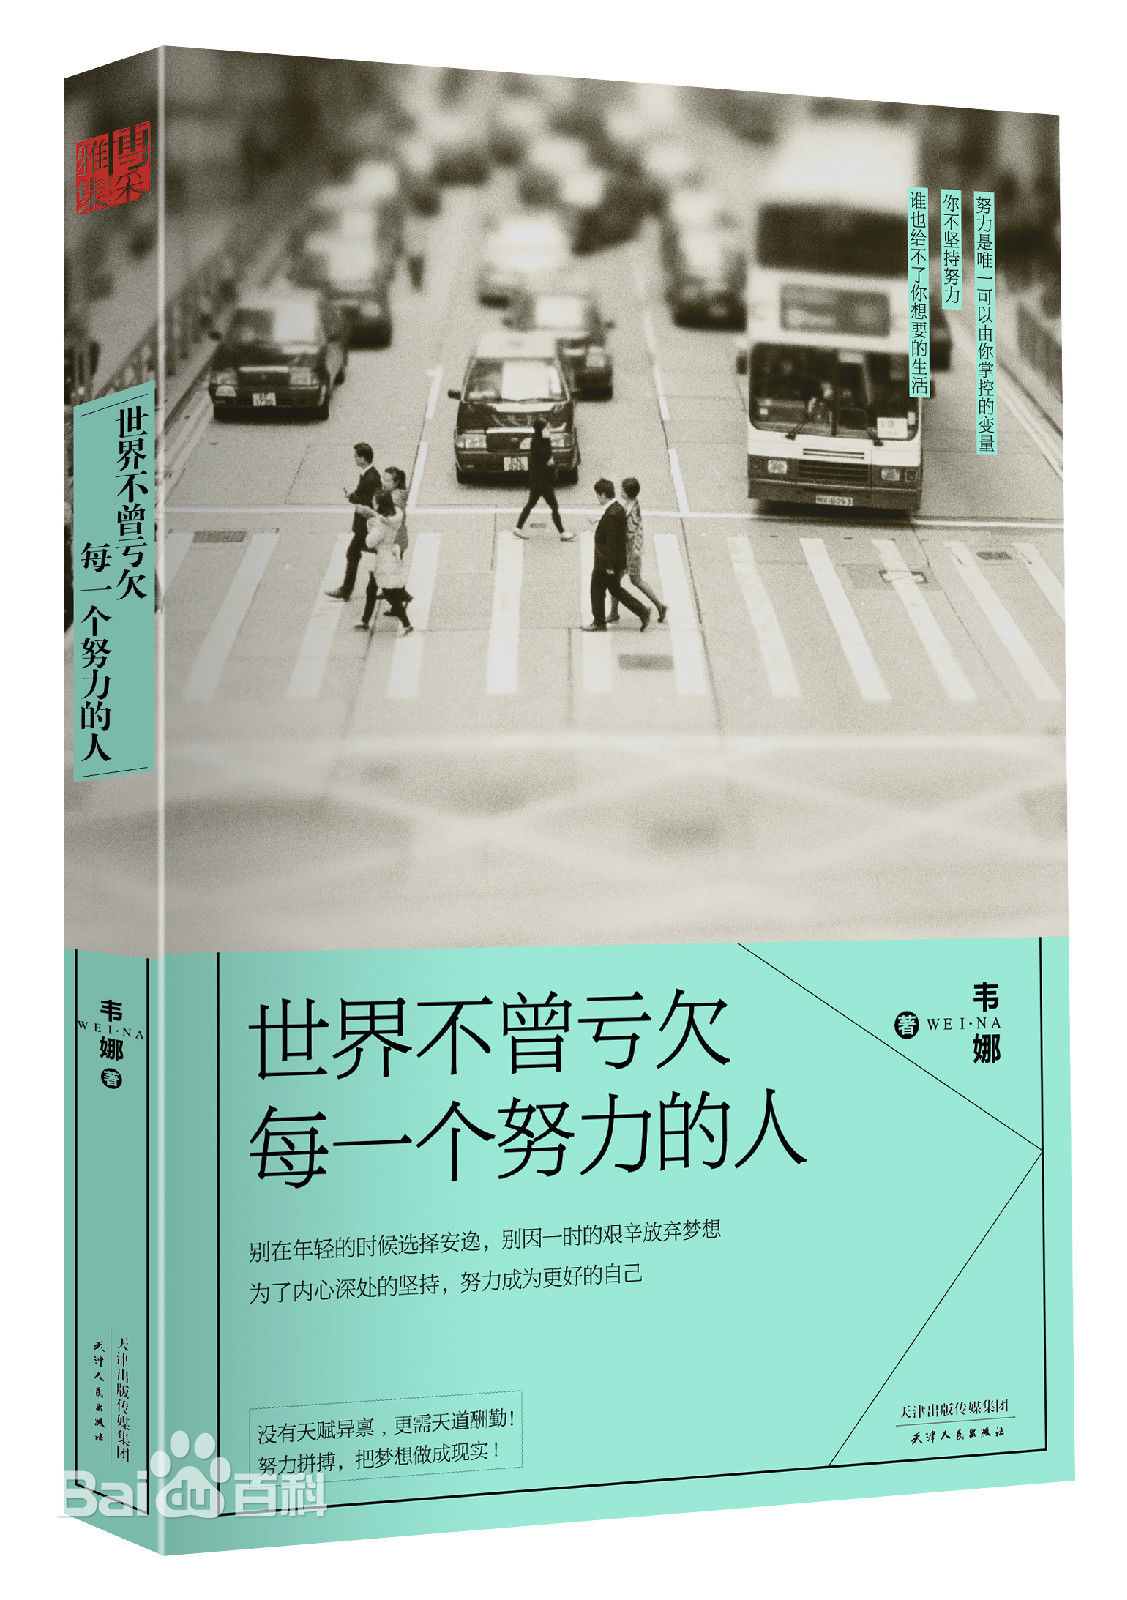 努力是唯一可以由你掌控的变量
你不坚持努力
谁也给不了你想要的生活
世界不曾亏欠
每一个努力的人
韦娜
WEI·NA
著
别在年轻的时候选择安逸，别因一时的艰辛放弃梦想
为了内心深处的坚持，努力成为更好的自己
没有天赋异禀，更需天道酬勤！
努力拼搏，把梦想做成现实！
天津出版传媒集团
天津人民出版社
博采
雅集
世界不曾亏欠
每一个努力的人
韦娜
WEI·NA
著
天津出版传媒集团
天津人民出版社
Baidu百科